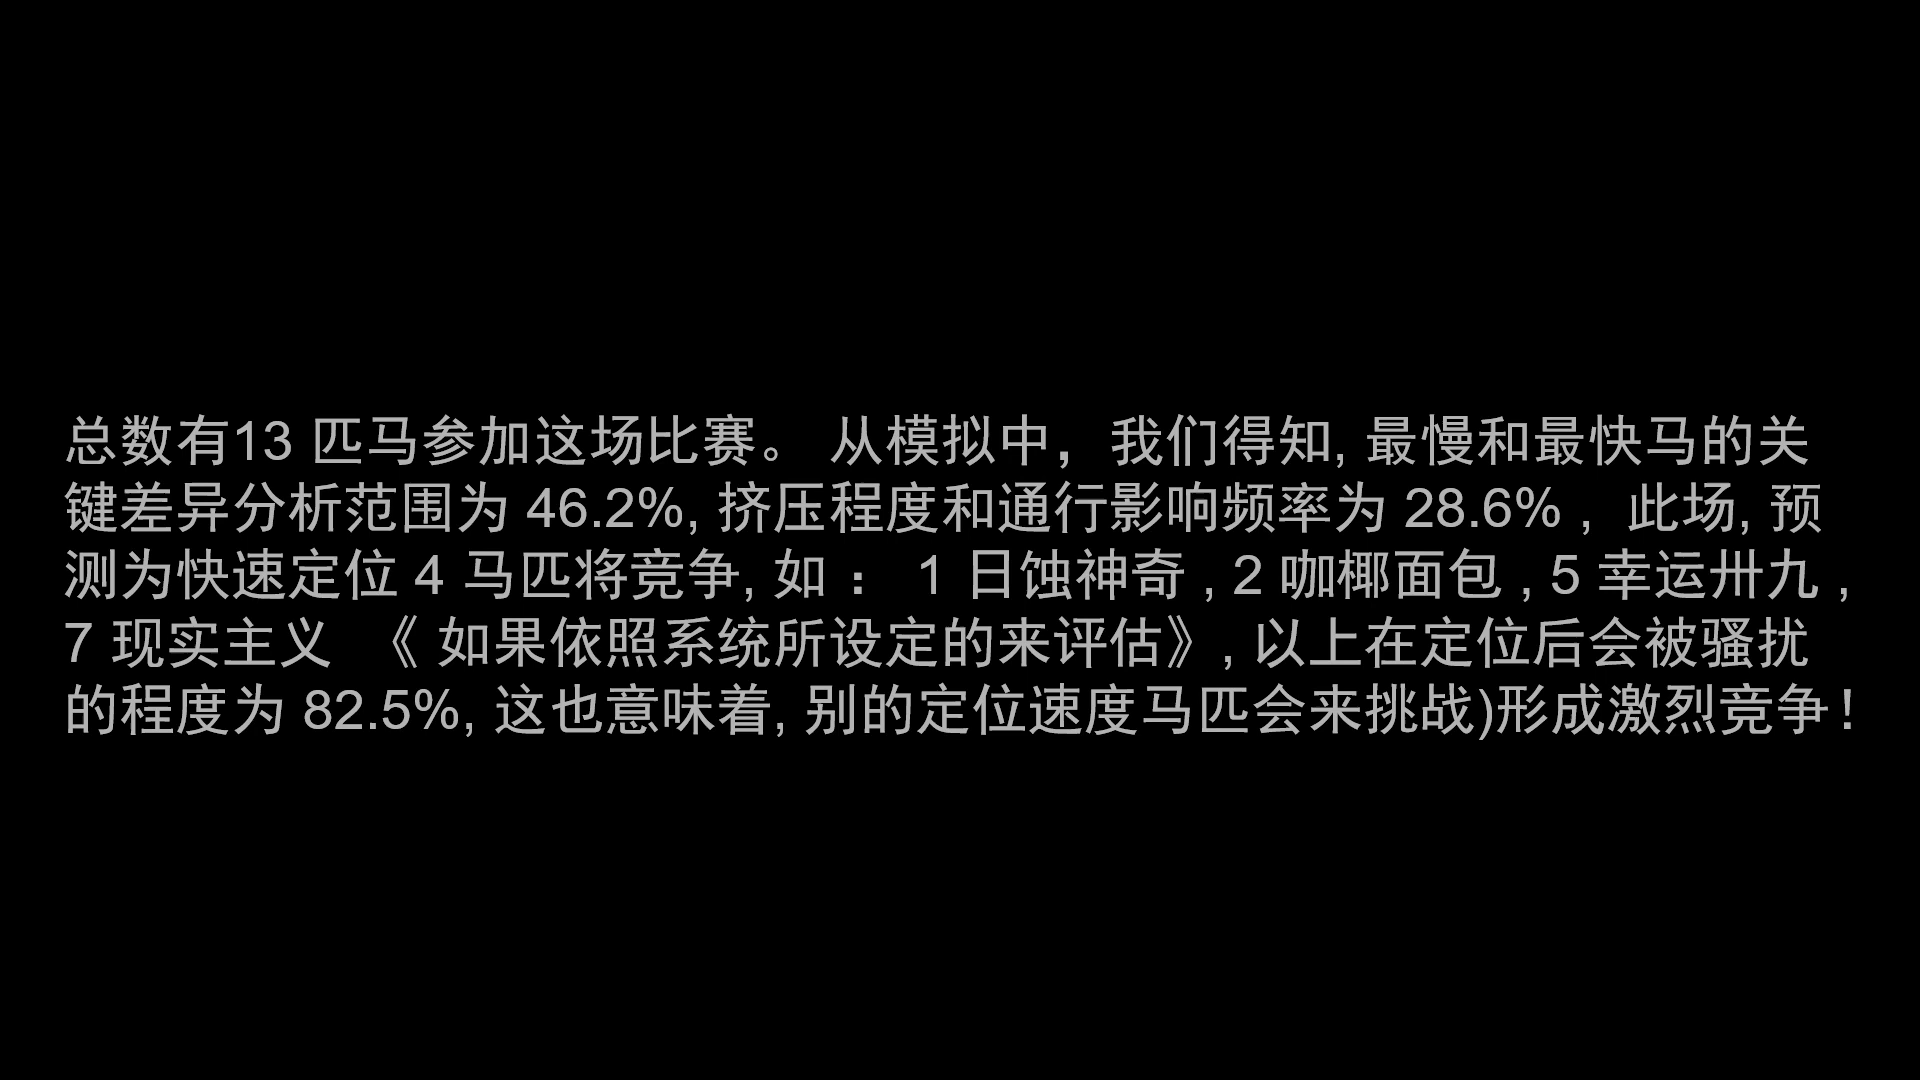 总数有13 匹马参加这场比赛。 从模拟中，我们得知, 最慢和最快马的关
键差异分析范围为 46.2%, 挤压程度和通行影响频率为 28.6% , 此场, 预
测为快速定位 4 马匹将竞争, 如 ： 1 日蚀神奇 , 2 咖椰面包 , 5 幸运卅九 ,
7 现实主义 《 如果依照系统所设定的来评估》, 以上在定位后会被骚扰
的程度为 82.5%, 这也意味着, 别的定位速度马匹会来挑战)形成激烈竞争 !